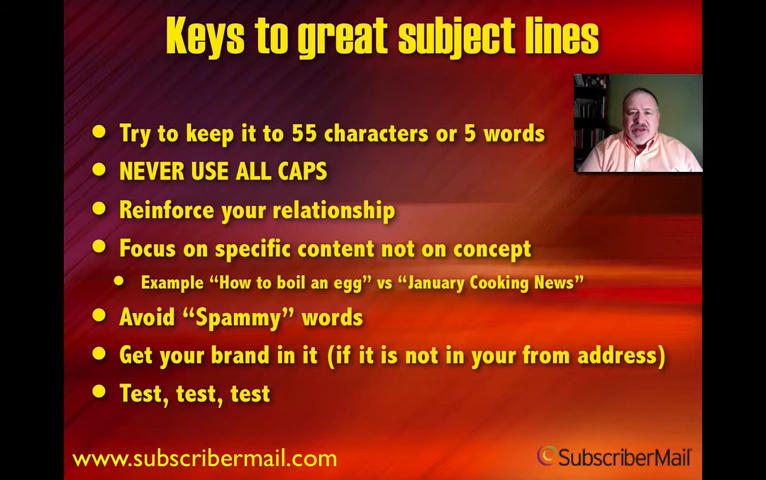 Keys to great subject lines
Try to keep it to 55 characters or 5 words
NEVER USE ALL CAPS
Reinforce your relationship
Focus on specific content not on concept
Example “How to boil an egg” vs “January Cooking News”
Avoid “Spammy” words
Get your brand in it (if it is not in your from address)
Test, test, test
www.subscribermail.com
SubscriberMail